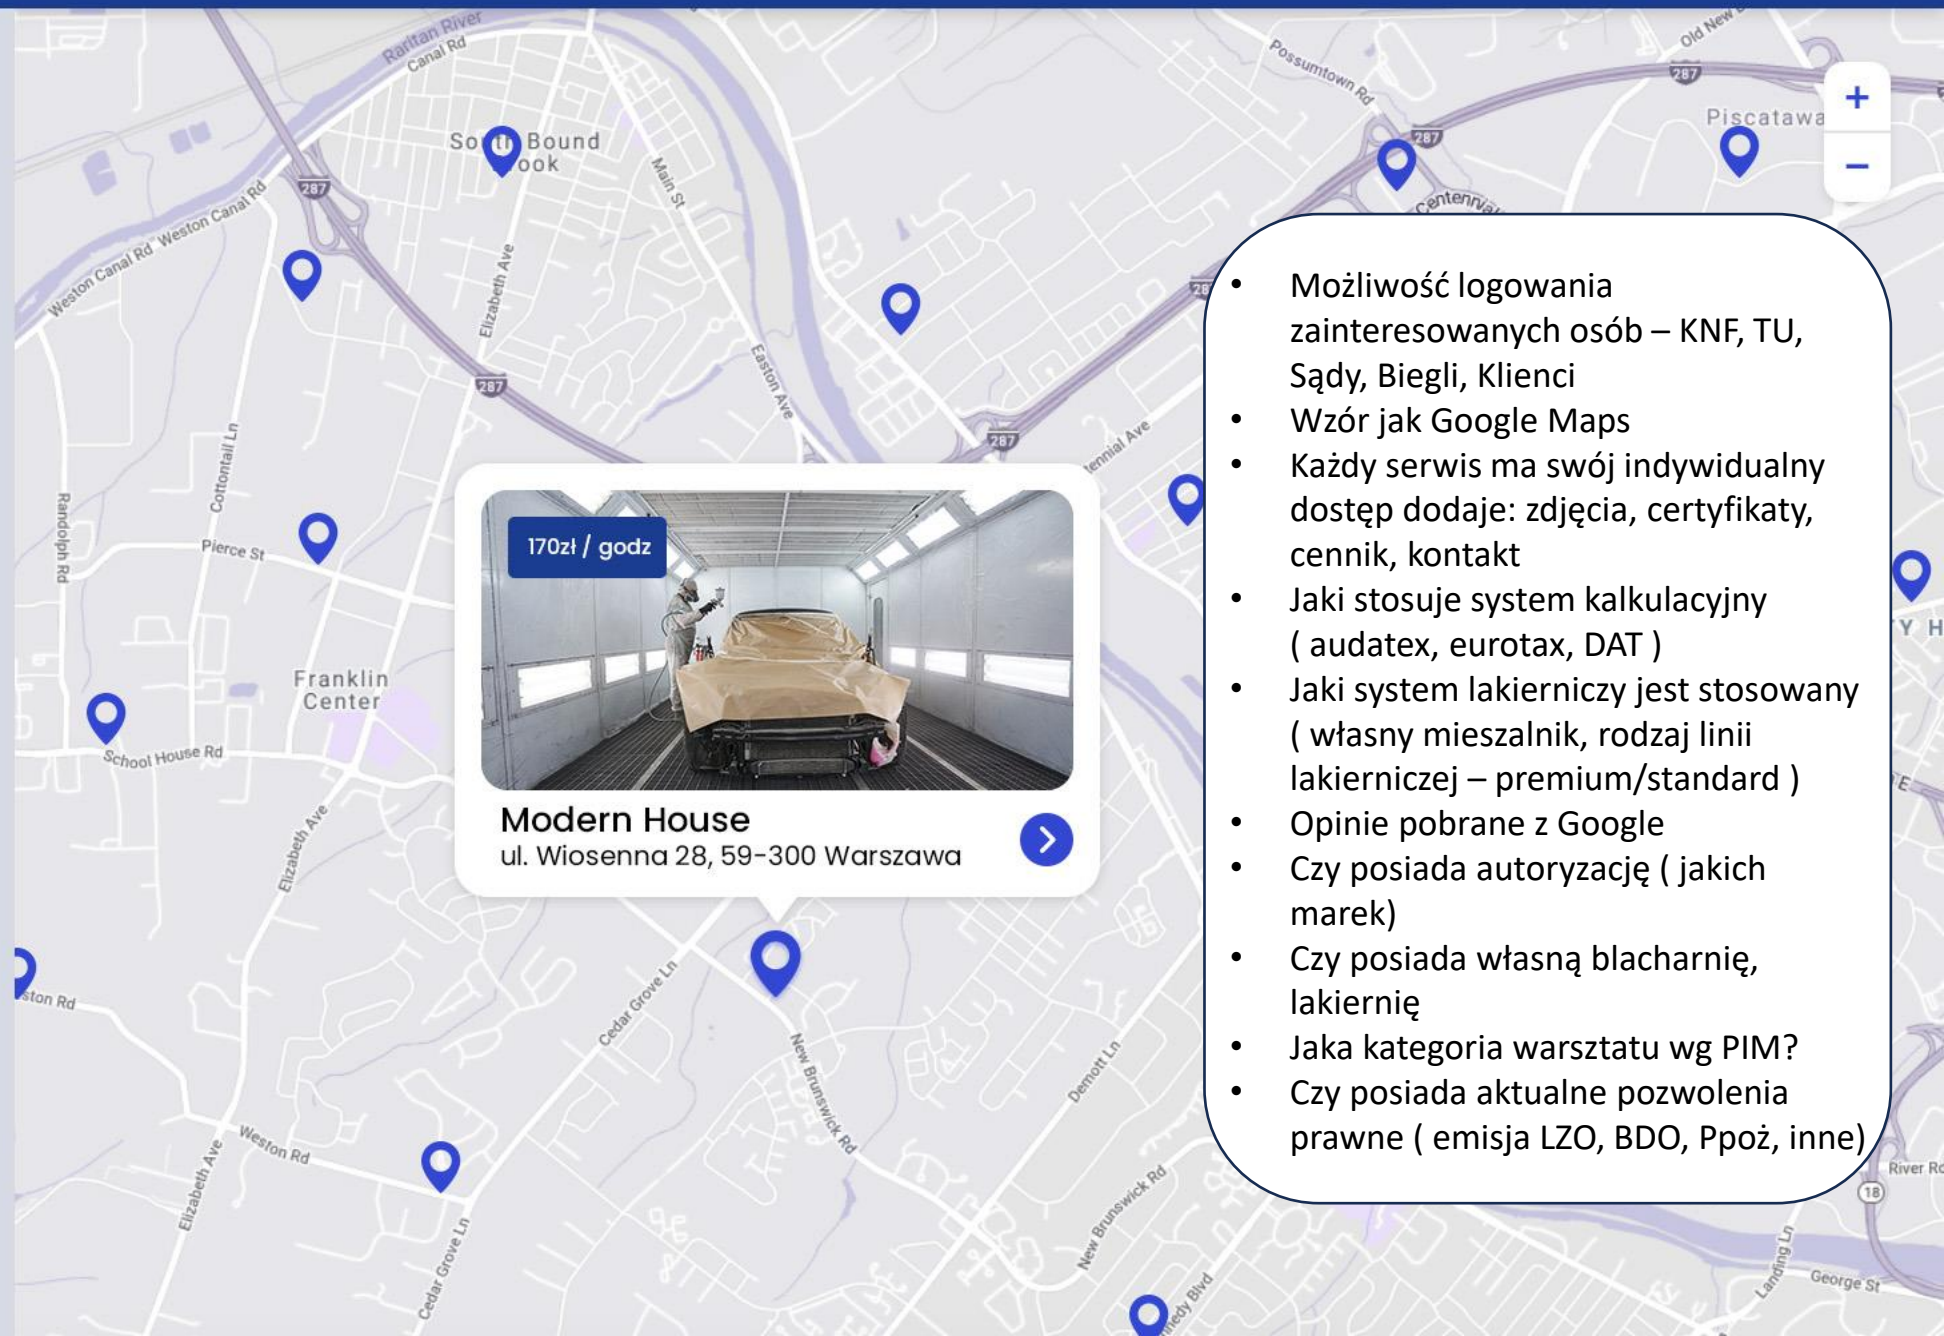 Raritan River
Canal Rd
Possumtown Rd
Old New
287
287
Piscatawa
+
−
South Bound
ook
Main St
Centennial
287
Weston Canal Rd
Weston Canal Rd
Elizabeth Ave
Easton Ave
287
287
Cottontail Ln
Randolph Rd
Pierce St
Franklin
Center
School House Rd
Elizabeth Ave
170zł / godz
Modern House
ul. Wiosenna 28, 59-300 Warszawa
• Możliwość logowania
zainteresowanych osób – KNF, TU,
Sądy, Biegli, Klienci
• Wzór jak Google Maps
• Każdy serwis ma swój indywidualny
dostęp dodaje: zdjęcia, certyfikaty,
cennik, kontakt
• Jaki stosuje system kalkulacyjny
( audatex, eurotax, DAT )
• Jaki system lakierniczy jest stosowany
( własny mieszalnik, rodzaj linii
lakierniczej – premium/standard )
• Opinie pobrane z Google
• Czy posiada autoryzację ( jakich
marek)
• Czy posiada własną blacharnię,
lakiernię
• Jaka kategoria warsztatu wg PIM?
• Czy posiada aktualne pozwolenia
prawne ( emisja LZO, BDO, Ppoż, inne)
Y H
ston Rd
Cedar Grove Ln
New Brunswick Rd
Demott Ln
Weston Rd
Elizabeth Ave
Cedar Grove Ln
New Brunswick Rd
River Rd
18
Landing Ln
George St